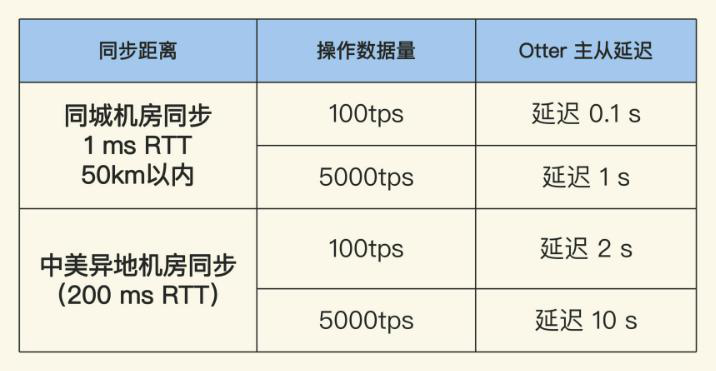 同步距离
操作数据量
Otter 主从延迟
同城机房同步
1 ms RTT
50km以内
100tps
延迟 0.1 s
5000tps
延迟 1 s
中美异地机房同步
(200 ms RTT)
100tps
延迟 2 s
5000tps
延迟 10 s